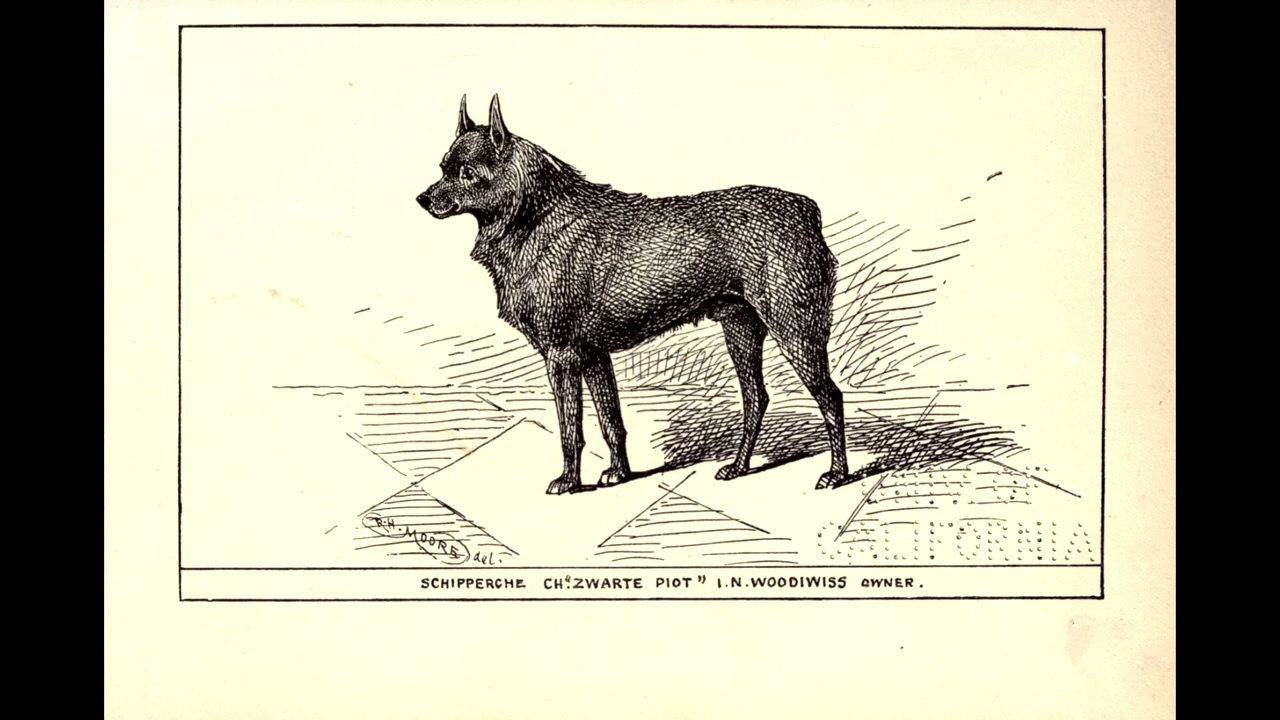 R.H. MOORE del.
SCHIPPERCHE CH "ZWARTE PIOT" I.N. WOODIWISS OWNER.